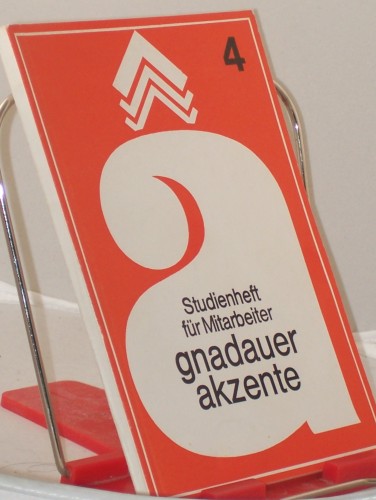 4
a
Studienheft
für Mitarbeiter
gnadauer
akzente